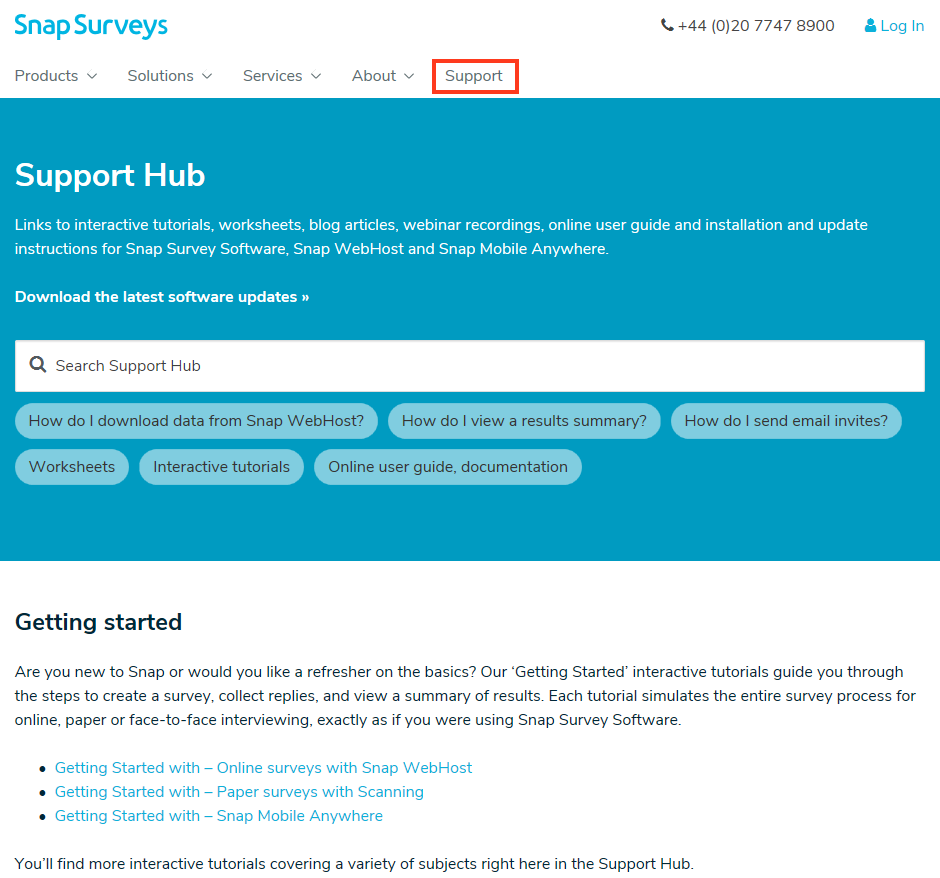 Snap Surveys
+44 (0)20 7747 8900
Log In
Products
Solutions
Services
About
Support
Support Hub
Links to interactive tutorials, worksheets, blog articles, webinar recordings, online user guide and installation and update
instructions for Snap Survey Software, Snap WebHost and Snap Mobile Anywhere.
Download the latest software updates »
Search Support Hub
How do I download data from Snap WebHost?
How do I view a results summary?
How do I send email invites?
Worksheets
Interactive tutorials
Online user guide, documentation
Getting started
Are you new to Snap or would you like a refresher on the basics? Our ‘Getting Started’ interactive tutorials guide you through
the steps to create a survey, collect replies, and view a summary of results. Each tutorial simulates the entire survey process for
online, paper or face-to-face interviewing, exactly as if you were using Snap Survey Software.
• Getting Started with – Online surveys with Snap WebHost
• Getting Started with – Paper surveys with Scanning
• Getting Started with – Snap Mobile Anywhere
You’ll find more interactive tutorials covering a variety of subjects right here in the Support Hub.